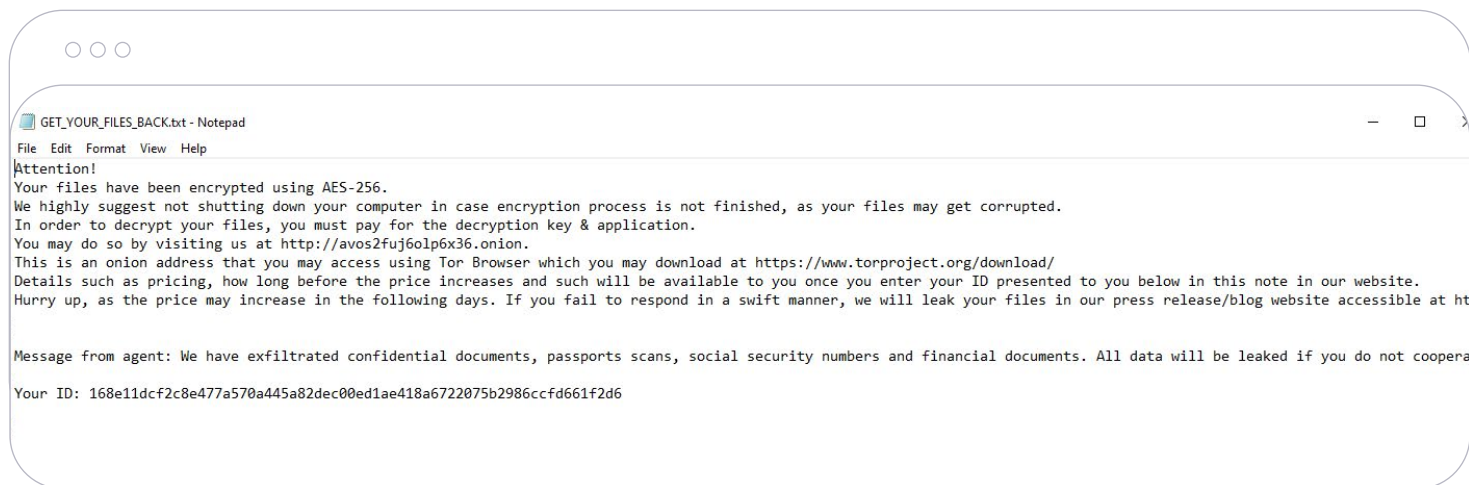 GET_YOUR_FILES_BACK.txt - Notepad
File Edit Format View Help
Attention!
Your files have been encrypted using AES-256.
We highly suggest not shutting down your computer in case encryption process is not finished, as your files may get corrupted.
In order to decrypt your files, you must pay for the decryption key & application.
You may do so by visiting us at http://avos2fuj6olp6x36.onion.
This is an onion address that you may access using Tor Browser which you may download at https://www.torproject.org/download/
Details such as pricing, how long before the price increases and such will be available to you once you enter your ID presented to you below in this note in our website.
Hurry up, as the price may increase in the following days. If you fail to respond in a swift manner, we will leak your files in our press release/blog website accessible at ht
Message from agent: We have exfiltrated confidential documents, passports scans, social security numbers and financial documents. All data will be leaked if you do not coopera
Your ID: 168e11dcf2c8e477a570a445a82dec00ed1ae418a6722075b2986ccfd661f2d6